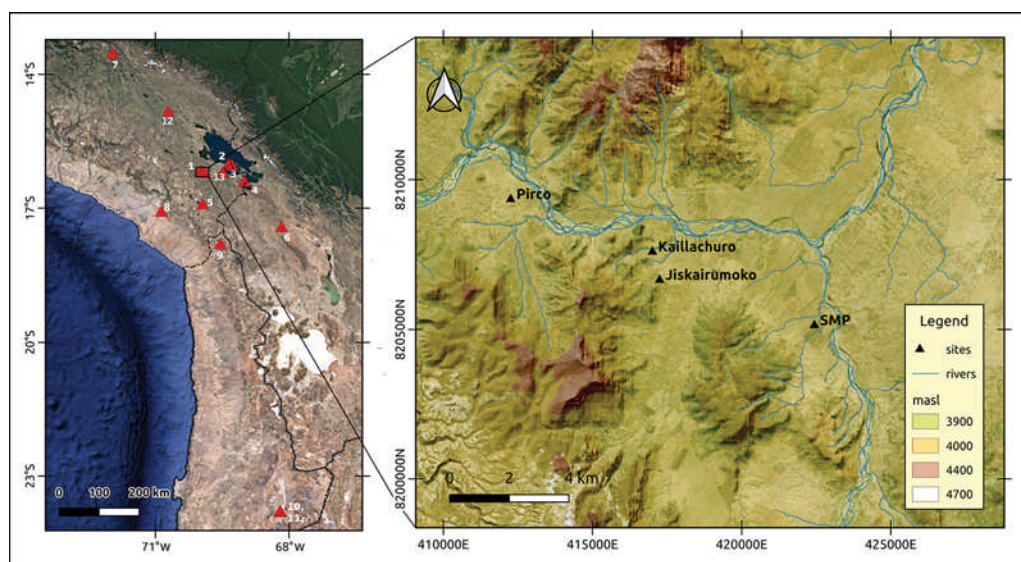 14°S
17°S
20°S
23°S
7
12
1
2
3
13
4
5
8
6
9
10,
0 100 200 km
71°W 68°W
8210000N
8205000N
8200000N
Pirco
Kaillachuro
Jiskairumoko
SMP
Legend
sites
rivers
masl
3900
4000
4400
4700
0 2 4 km
410000E 415000E 420000E 425000E